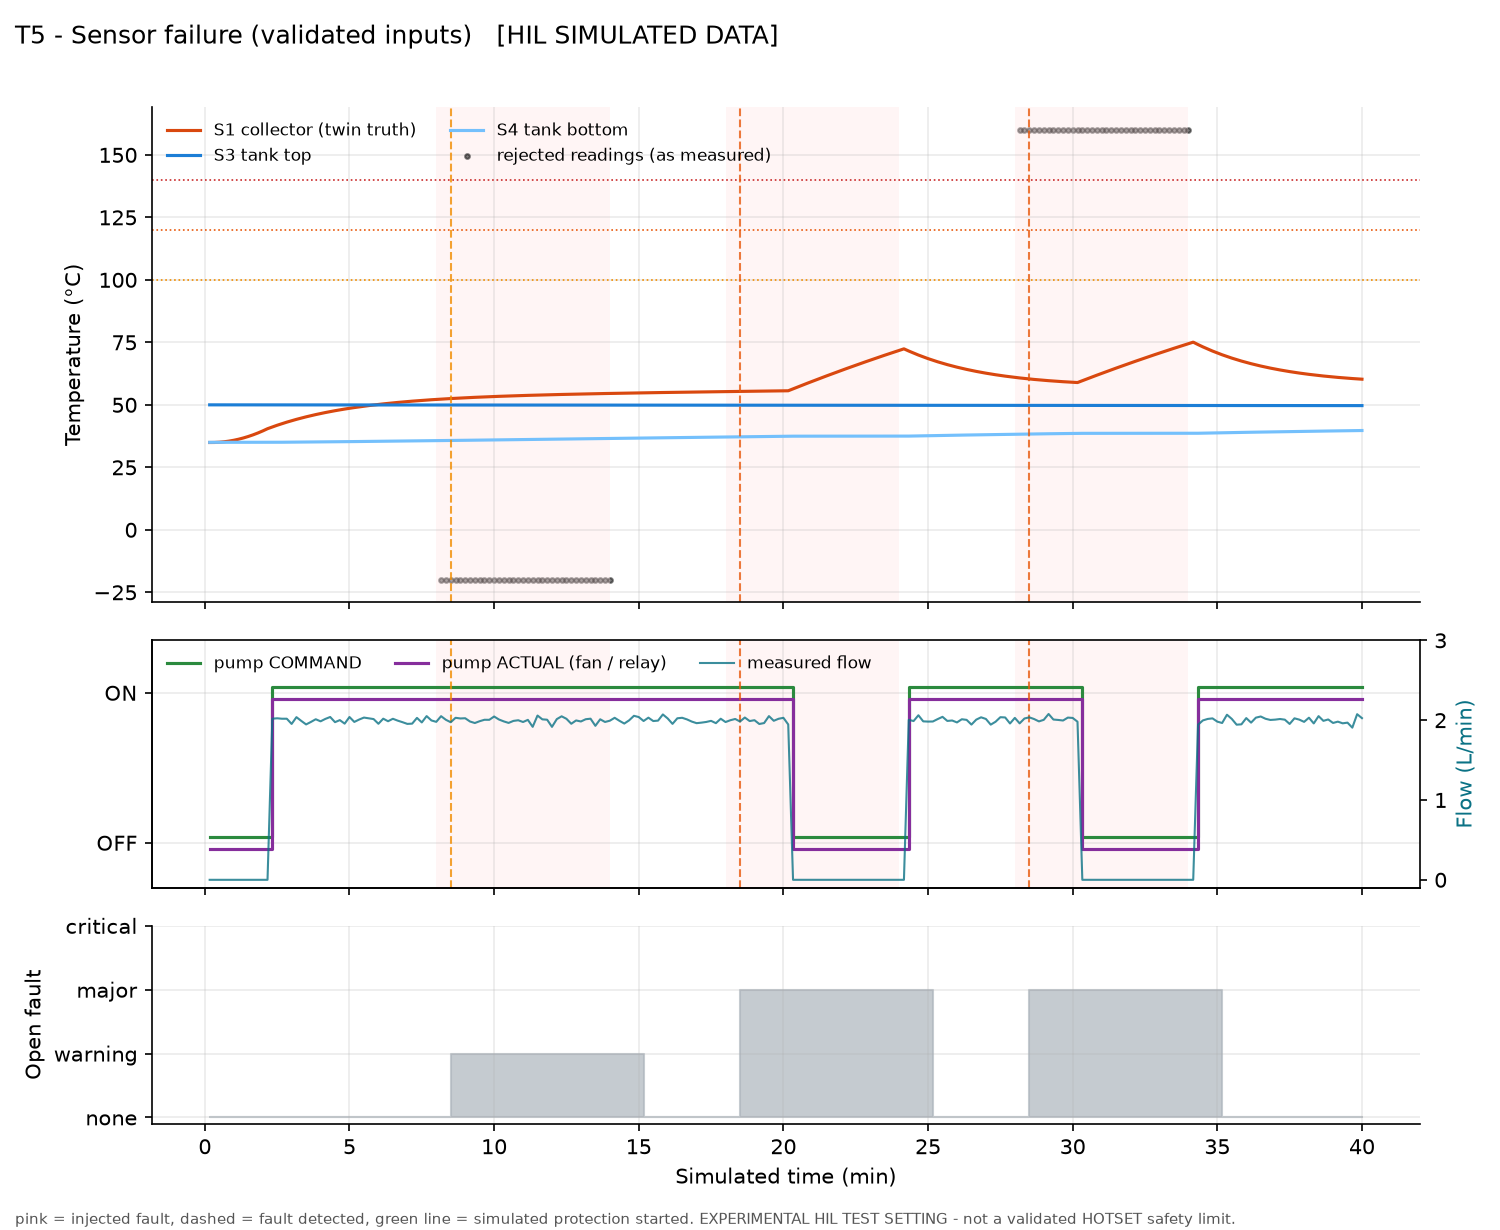 T5 - Sensor failure (validated inputs)   [HIL SIMULATED DATA]
S1 collector (twin truth)
S3 tank top
S4 tank bottom
rejected readings (as measured)
Temperature (°C)
150
125
100
75
50
25
0
−25
pump COMMAND
pump ACTUAL (fan / relay)
measured flow
ON
OFF
3
2
1
0
Flow (L/min)
Open fault
critical
major
warning
none
0
5
10
15
20
25
30
35
40
Simulated time (min)
pink = injected fault, dashed = fault detected, green line = simulated protection started. EXPERIMENTAL HIL TEST SETTING - not a validated HOTSET safety limit.